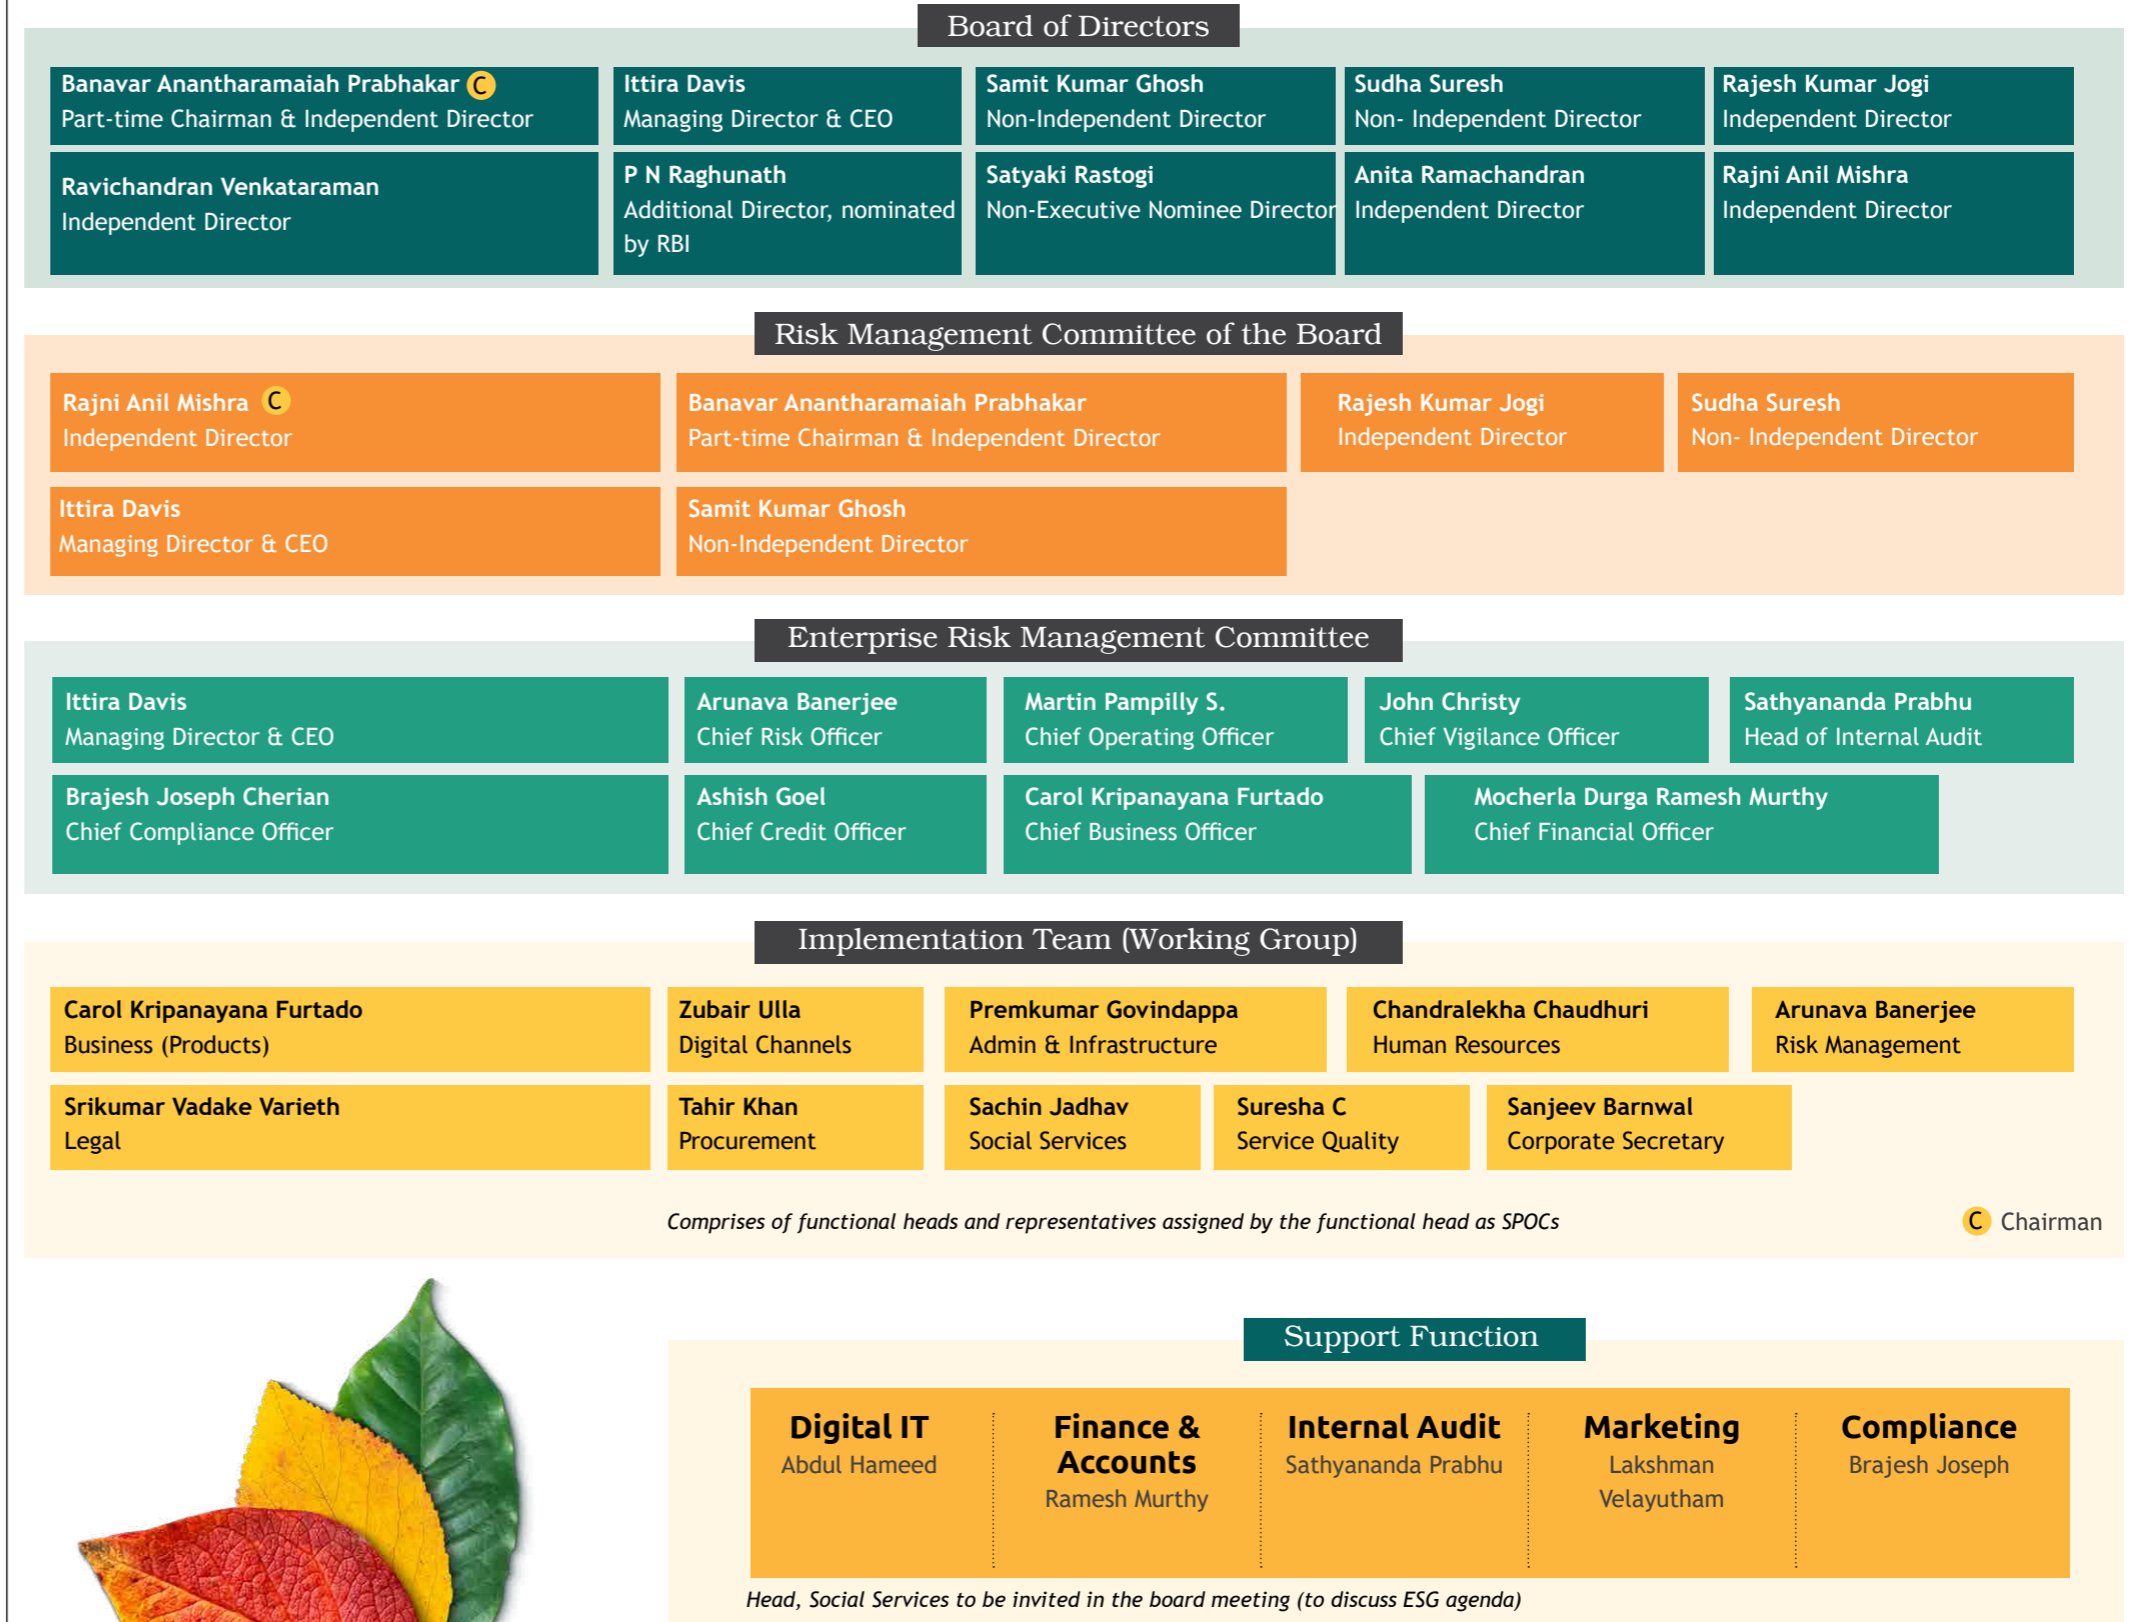 Board of Directors
Banavar Anantharamaiah Prabhakar C
Part-time Chairman & Independent Director
Ittira Davis
Managing Director & CEO
Samit Kumar Ghosh
Non-Independent Director
Sudha Suresh
Non- Independent Director
Rajesh Kumar Jogi
Independent Director
Ravichandran Venkataraman
Independent Director
P N Raghunath
Additional Director, nominated
by RBI
Satyaki Rastogi
Non-Executive Nominee Director
Anita Ramachandran
Independent Director
Rajni Anil Mishra
Independent Director
Risk Management Committee of the Board
Rajni Anil Mishra C
Independent Director
Banavar Anantharamaiah Prabhakar
Part-time Chairman & Independent Director
Rajesh Kumar Jogi
Independent Director
Sudha Suresh
Non- Independent Director
Ittira Davis
Managing Director & CEO
Samit Kumar Ghosh
Non-Independent Director
Enterprise Risk Management Committee
Ittira Davis
Managing Director & CEO
Arunava Banerjee
Chief Risk Officer
Martin Pampilly S.
Chief Operating Officer
John Christy
Chief Vigilance Officer
Sathyananda Prabhu
Head of Internal Audit
Brajesh Joseph Cherian
Chief Compliance Officer
Ashish Goel
Chief Credit Officer
Carol Kripanayana Furtado
Chief Business Officer
Mocherla Durga Ramesh Murthy
Chief Financial Officer
Implementation Team (Working Group)
Carol Kripanayana Furtado
Business (Products)
Zubair Ulla
Digital Channels
Premkumar Govindappa
Admin & Infrastructure
Chandralekha Chaudhuri
Human Resources
Arunava Banerjee
Risk Management
Srikumar Vadake Varieth
Legal
Tahir Khan
Procurement
Sachin Jadhav
Social Services
Suresha C
Service Quality
Sanjeev Barnwal
Corporate Secretary
Comprises of functional heads and representatives assigned by the functional head as SPOCs
C Chairman
Support Function
Digital IT
Abdul Hameed
Finance &
Accounts
Ramesh Murthy
Internal Audit
Sathyananda Prabhu
Marketing
Lakshman
Velayutham
Compliance
Brajesh Joseph
Head, Social Services to be invited in the board meeting (to discuss ESG agenda)